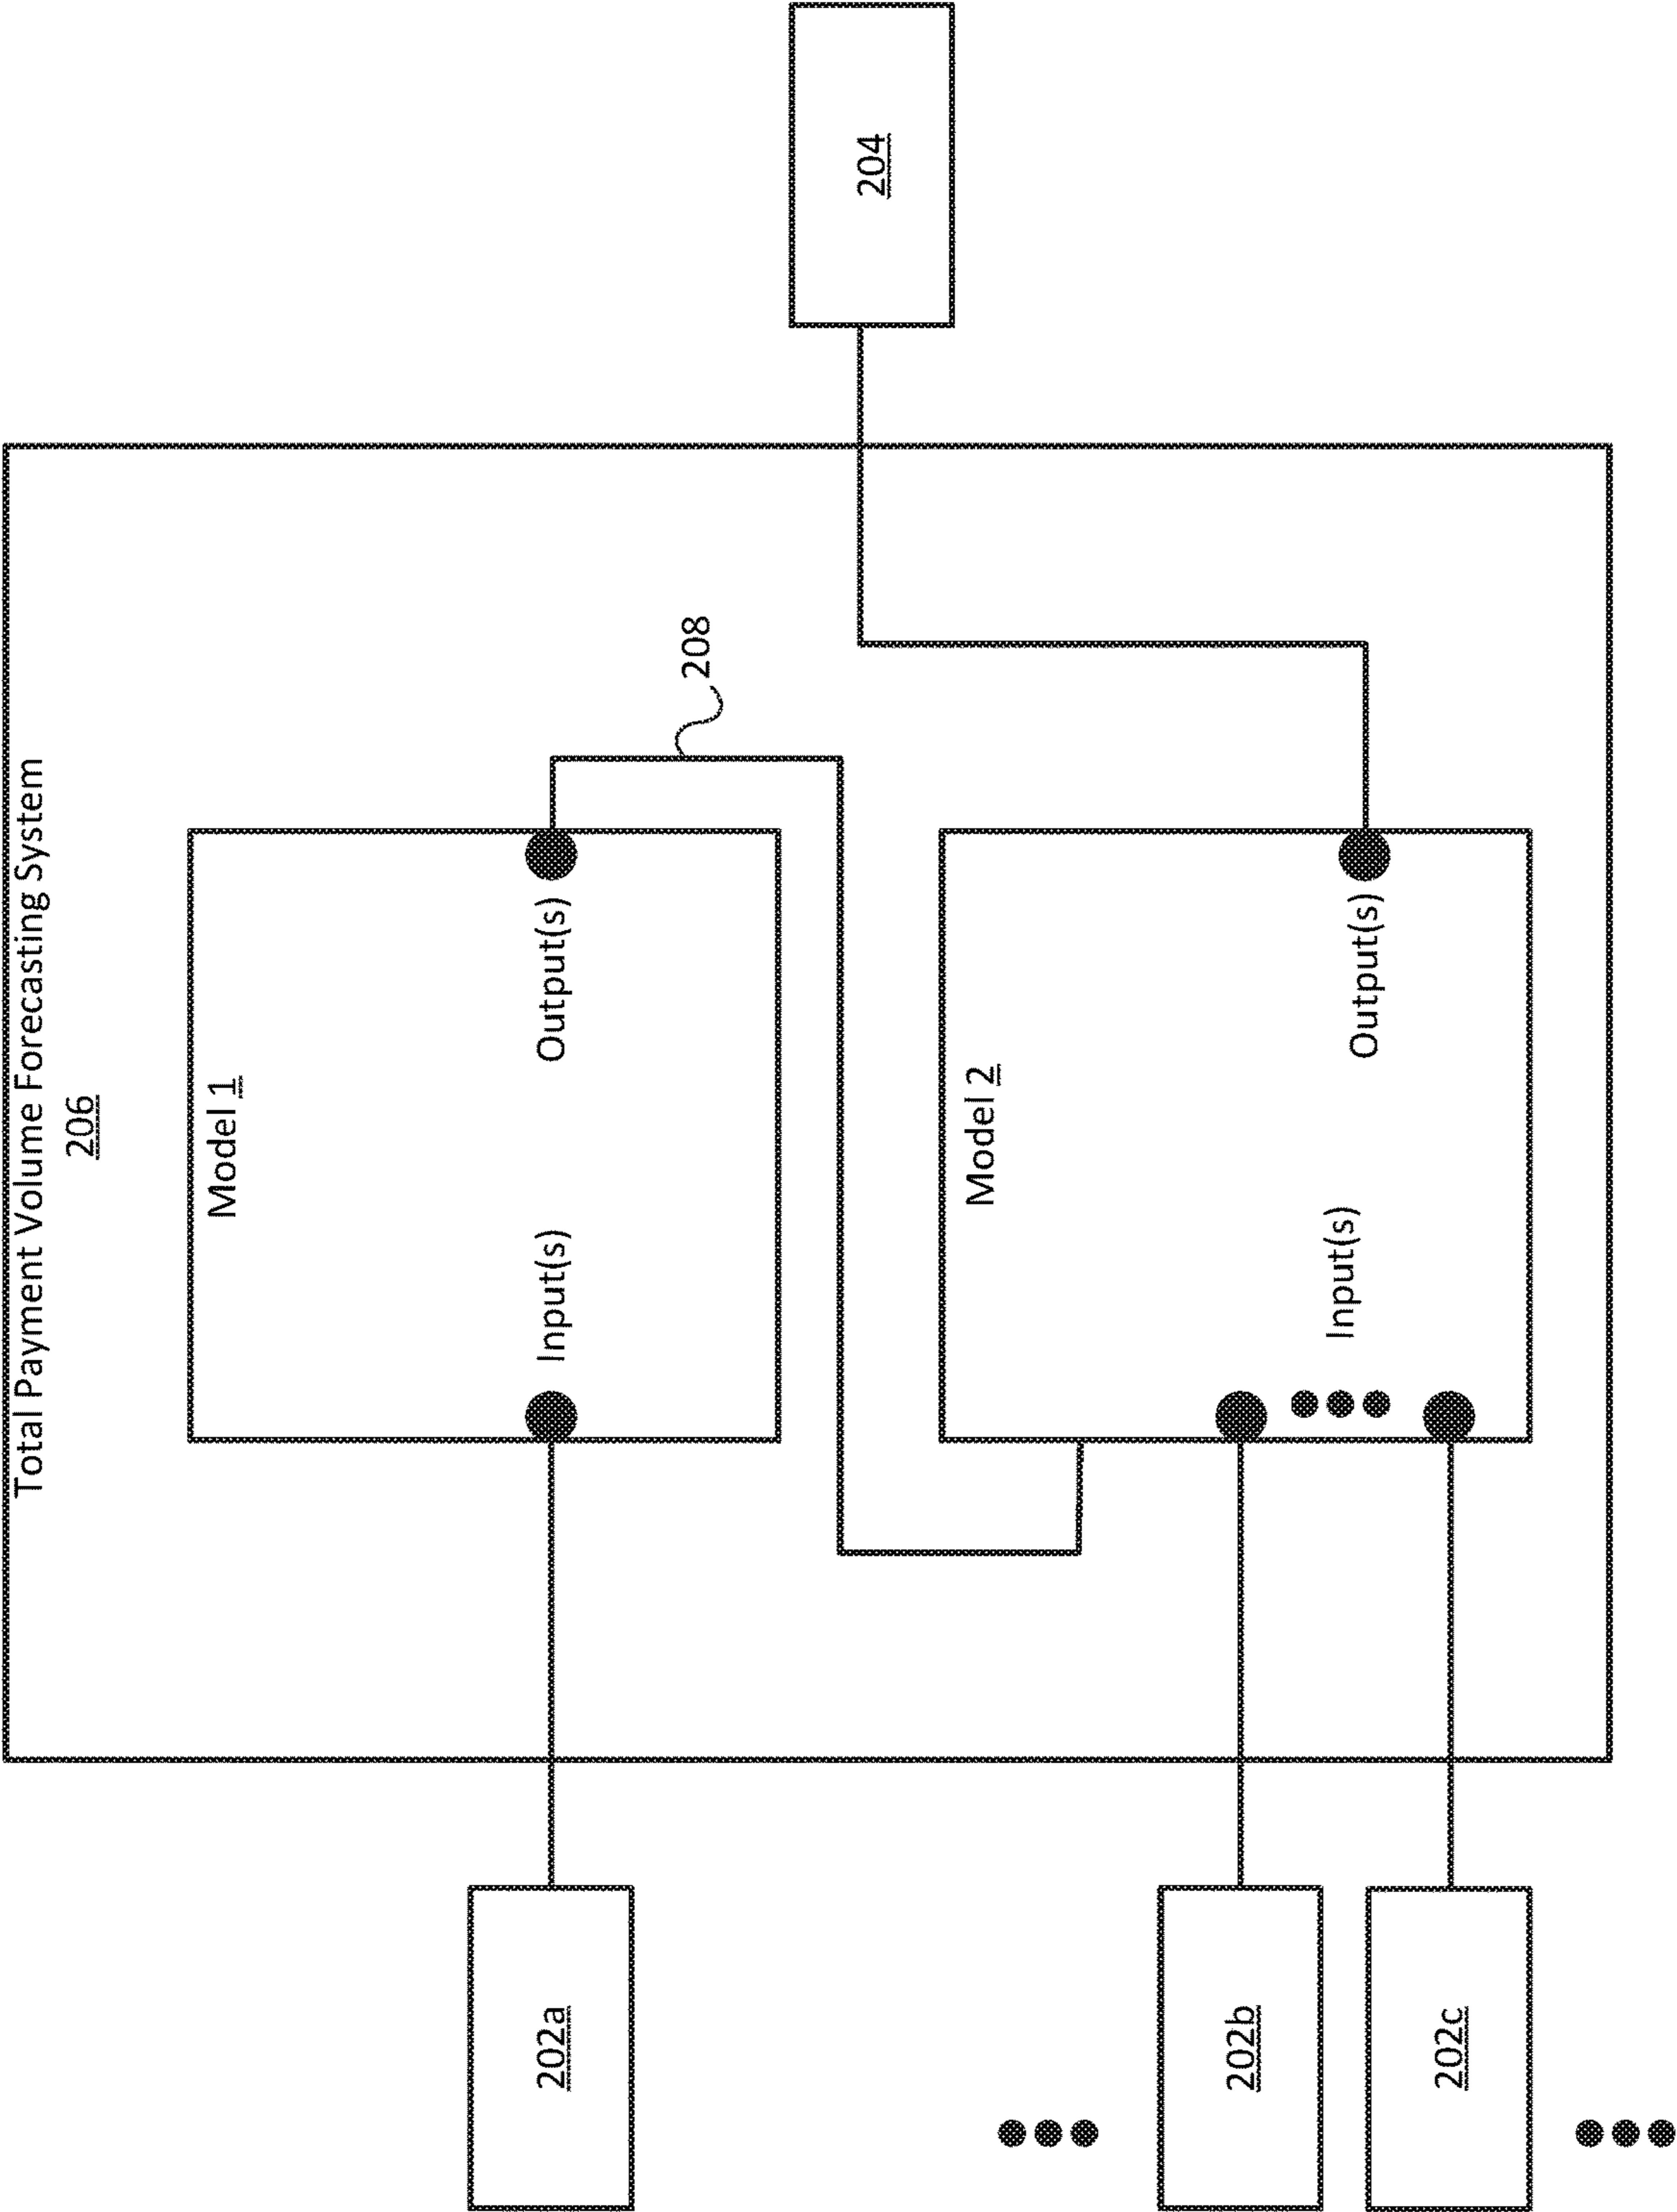 Total Payment Volume Forecasting System
206
Model 1
Input(s)
Output(s)
208
202a
204
Model 2
Input(s)
Output(s)
202b
202c